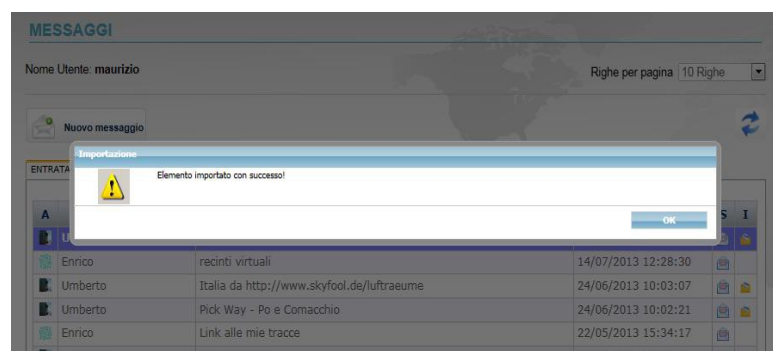 MESSAGGI
Nome Utente: maurizio
Righe per pagina 10 Righe
Nuovo messaggio
Importazione
ENTRATA
Elemento importato con successo!
OK
A S I
U
Enrico recinti virtuali 14/07/2013 12:28:30
Umberto Italia da http://www.skyfool.de/luftraeume 24/06/2013 10:03:07
Umberto Pick Way - Po e Comacchio 24/06/2013 10:02:21
Enrico Link alle mie tracce 22/05/2013 15:34:17